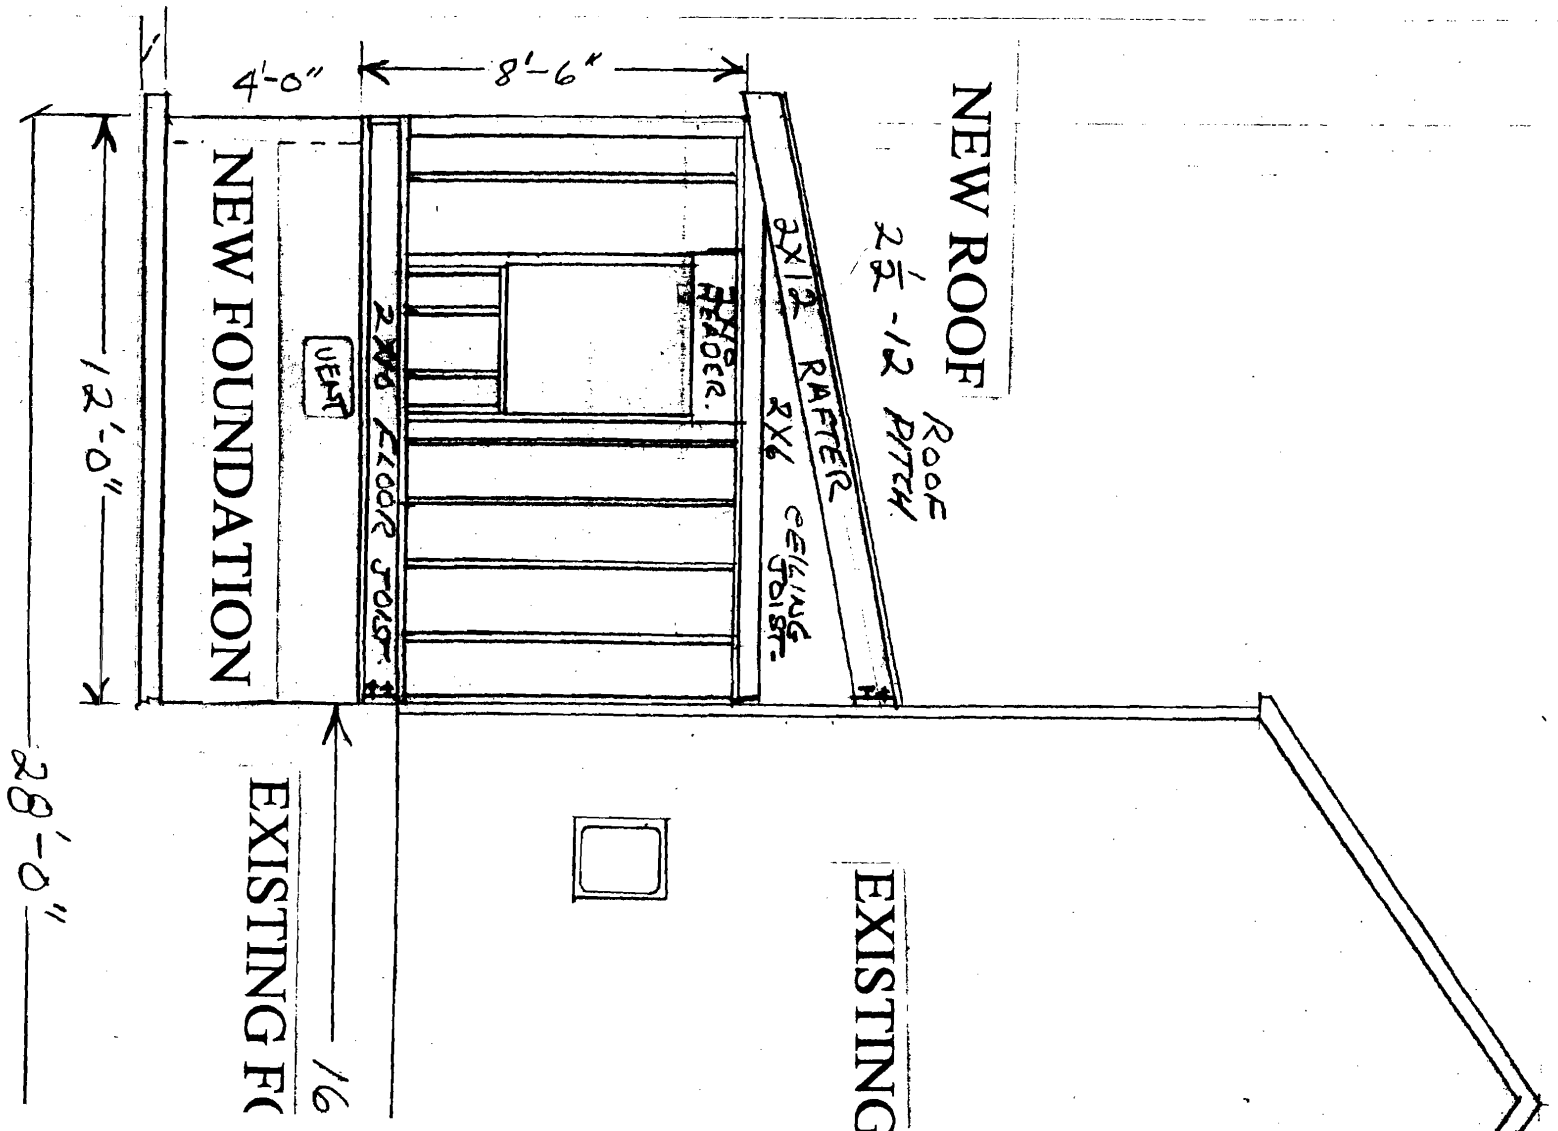 NEW ROOF
2 1/2 - 12 ROOF
PITCH
2X12 RAFTER
2X6 CEILING
JOIST.
HEADER.
8'-6"
4'-0"
FLOOR JOIST.
VENT
NEW FOUNDATION
12'-0"
28'-0"
16
EXISTING
EXISTING FO